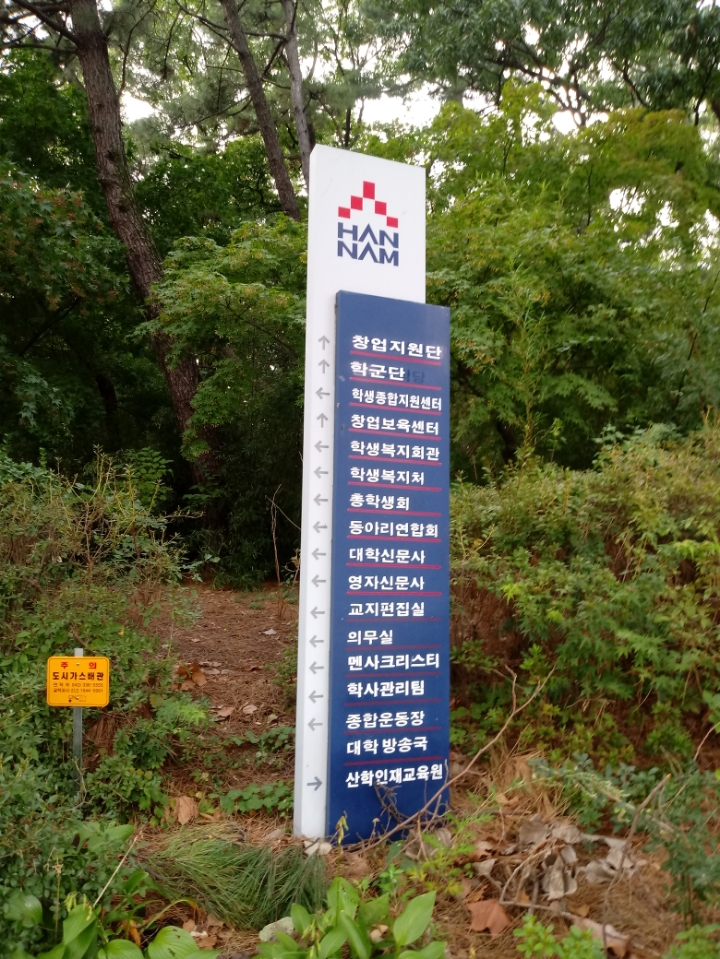 HAN
NAM
↑ 창업지원단
↑ 학군단
← 학생종합지원센터
↑ 창업보육센터
← 학생복지회관
← 학생복지처
← 총학생회
← 동아리연합회
← 대학신문사
← 영자신문사
← 교지편집실
← 의무실
← 멘사크리스티
← 학사관리팀
← 종합운동장
대학방송국
→ 산학인재교육원
주 의
도시가스배관